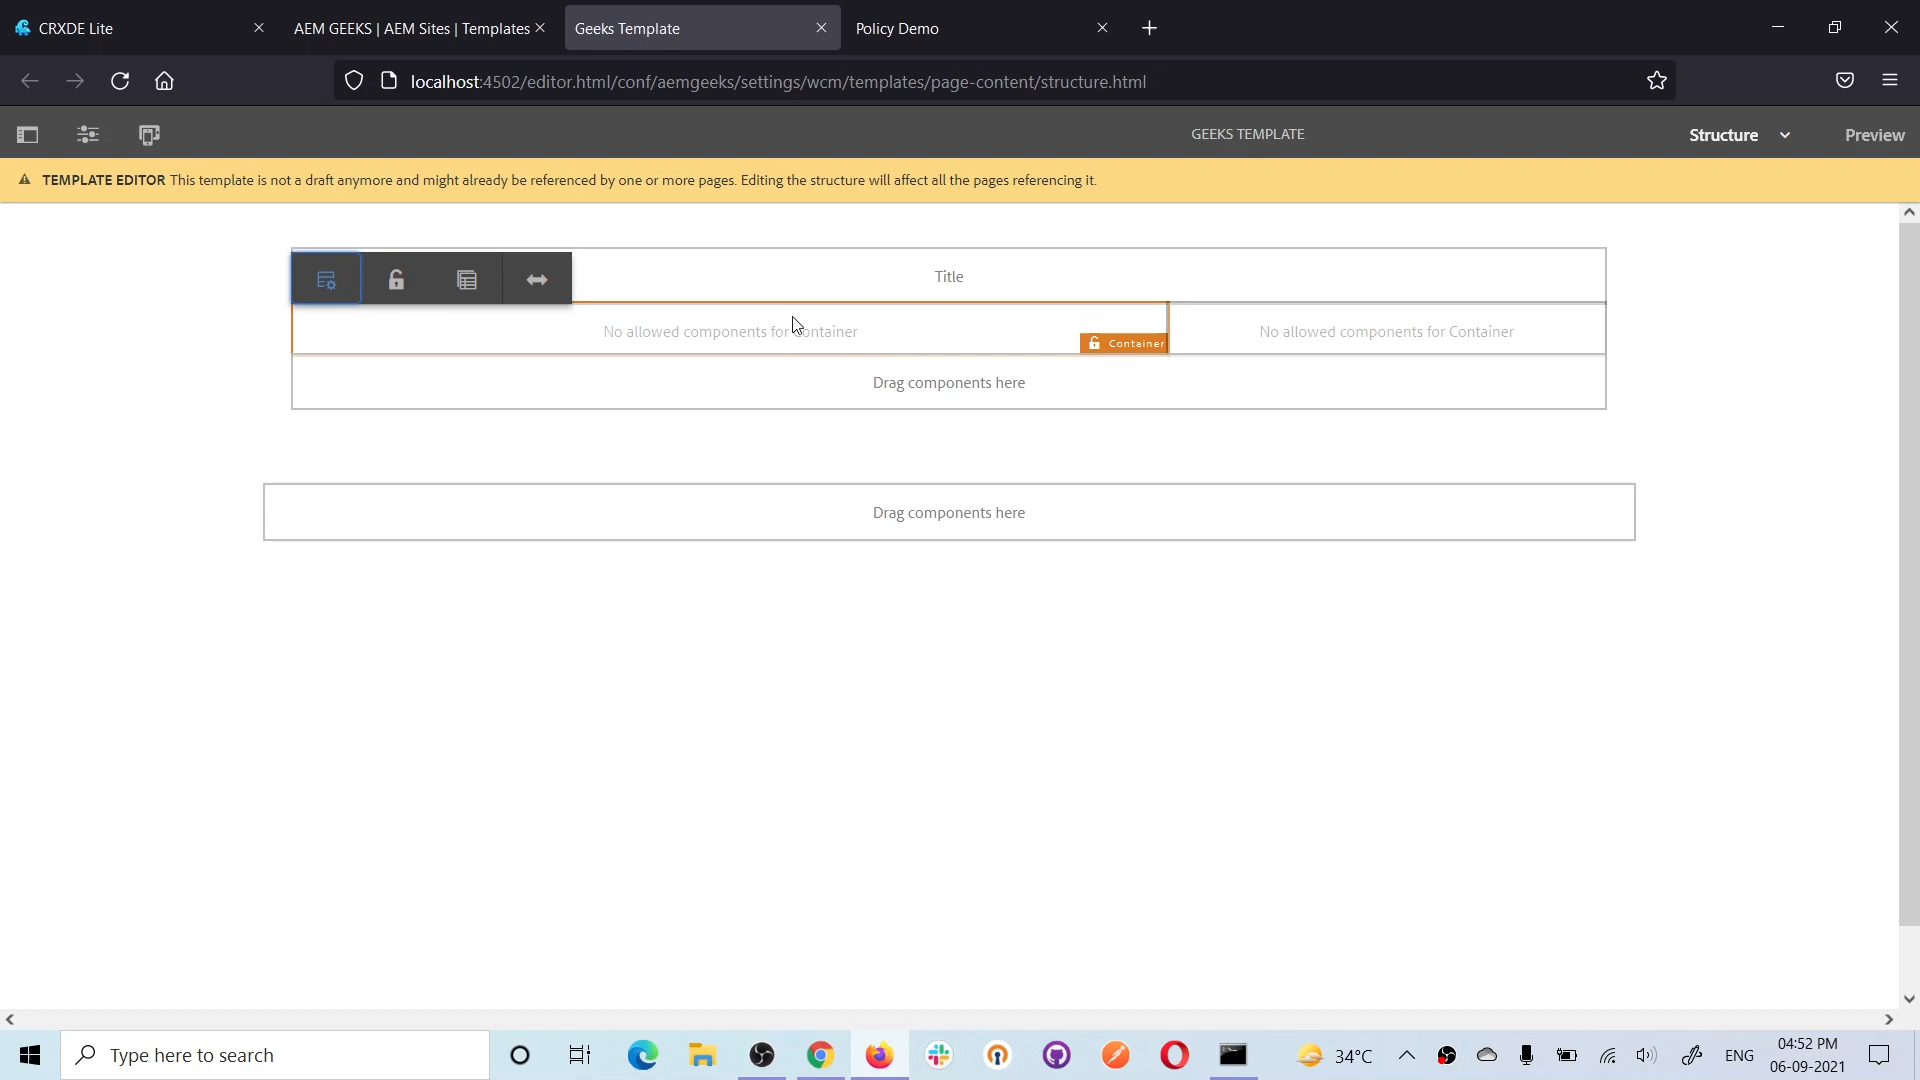 CRXDE Lite
AEM GEEKS | AEM Sites | Templates
Geeks Template
Policy Demo
localhost:4502/editor.html/conf/aemgeeks/settings/wcm/templates/page-content/structure.html
GEEKS TEMPLATE
Structure
Preview
TEMPLATE EDITOR This template is not a draft anymore and might already be referenced by one or more pages. Editing the structure will affect all the pages referencing it.
Title
No allowed components for Container
Container
No allowed components for Container
Drag components here
Drag components here
Type here to search
34°C
ENG
04:52 PM
06-09-2021